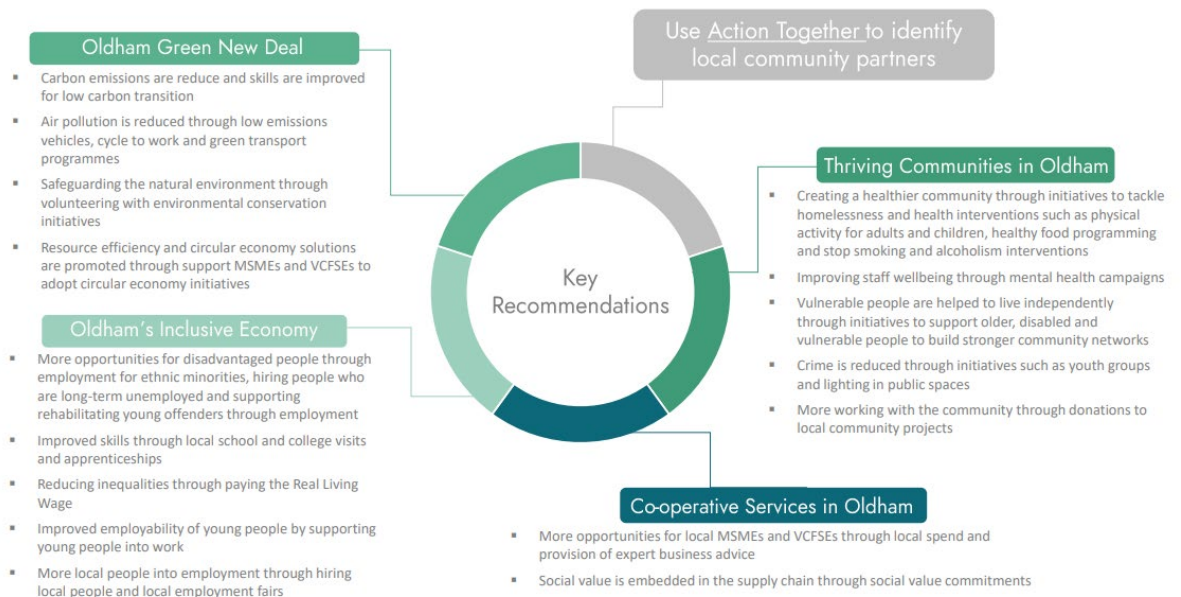 Oldham Green New Deal
▪ Carbon emissions are reduce and skills are improved
for low carbon transition
▪ Air pollution is reduced through low emissions
vehicles, cycle to work and green transport
programmes
▪ Safeguarding the natural environment through
volunteering with environmental conservation
initiatives
▪ Resource efficiency and circular economy solutions
are promoted through support MSMEs and VCFSEs to
adopt circular economy initiatives
Oldham's Inclusive Economy
▪ More opportunities for disadvantaged people through
employment for ethnic minorities, hiring people who
are long-term unemployed and supporting
rehabilitating young offenders through employment
▪ Improved skills through local school and college visits
and apprenticeships
▪ Reducing inequalities through paying the Real Living
Wage
▪ Improved employability of young people by supporting
young people into work
▪ More local people into employment through hiring
local people and local employment fairs
Key
Recommendations
Use Action Together to identify
local community partners
Thriving Communities in Oldham
▪ Creating a healthier community through initiatives to tackle
homelessness and health interventions such as physical
activity for adults and children, healthy food programming
and stop smoking and alcoholism interventions
▪ Improving staff wellbeing through mental health campaigns
▪ Vulnerable people are helped to live independently
through initiatives to support older, disabled and
vulnerable people to build stronger community networks
▪ Crime is reduced through initiatives such as youth groups
and lighting in public spaces
▪ More working with the community through donations to
local community projects
Co-operative Services in Oldham
▪ More opportunities for local MSMEs and VCFSEs through local spend and
provision of expert business advice
▪ Social value is embedded in the supply chain through social value commitments